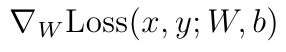 ∇_W Loss(x, y; W, b)